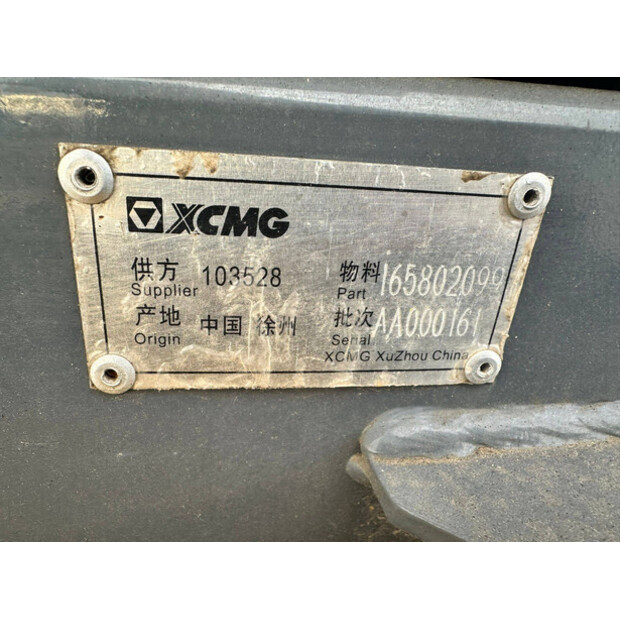 XCMG
供方 103528 物料 165802099
Supplier Part
产地 中国 徐州 批次 AA000161
Origin Serial
XCMG XuZhou China